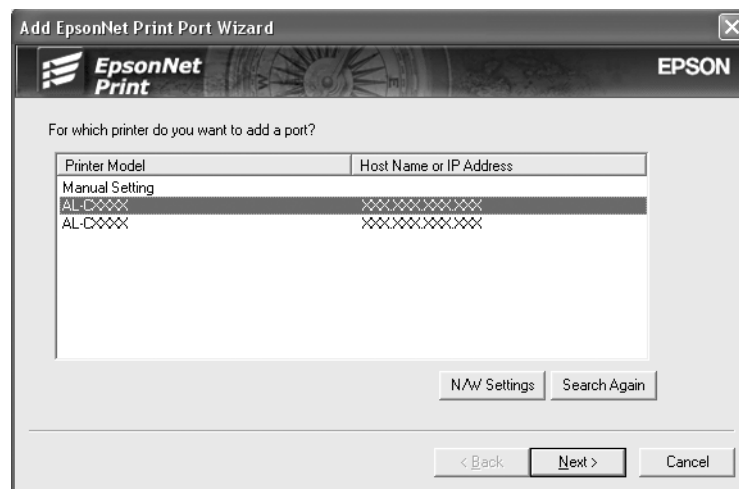 Add EpsonNet Print Port Wizard
EpsonNet
Print
EPSON
For which printer do you want to add a port?
Printer Model Host Name or IP Address
Manual Setting
AL-CXXXX XXX.XXX.XXX.XXX
AL-CXXXX XXX.XXX.XXX.XXX
N/W Settings Search Again
< Back Next > Cancel